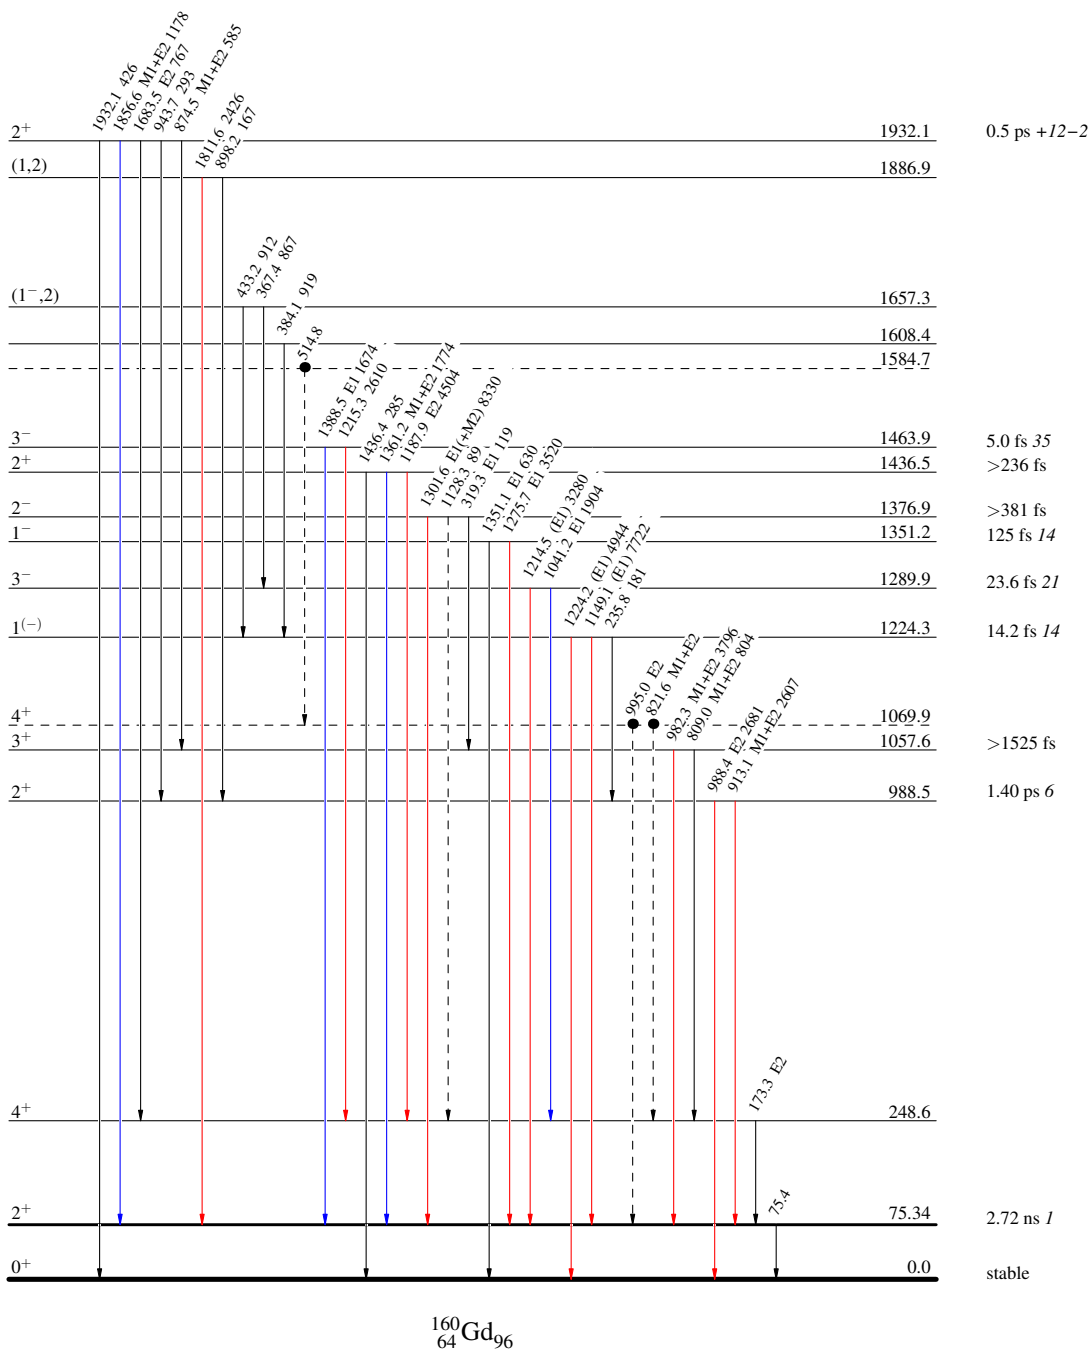 1932.1 426
1856.6 M1+E2 1178
1683.5 E2 767
943.7 293
874.5 M1+E2 585
1811.6 2426
898.2 167
2+ 1932.1 0.5 ps +12−2
(1,2) 1886.9
433.2 912
367.4 867
(1−,2) 1657.3
384.1 919
1608.4
514.8
1584.7
1388.5 E1 1674
1215.3 2610
3− 1463.9 5.0 fs 35
1436.4 285
1361.2 M1+E2 1774
1187.9 E2 4504
2+ 1436.5 >236 fs
1301.6 E1(+M2) 8330
1128.3 89
319.3 E1 119
2− 1376.9 >381 fs
1351.1 E1 630
1275.7 E1 3520
1− 1351.2 125 fs 14
1214.5 (E1) 3280
1041.2 E1 1904
3− 1289.9 23.6 fs 21
1224.2 (E1) 4944
1149.1 (E1) 7722
235.8 181
1(−) 1224.3 14.2 fs 14
995.0 E2
821.6 M1+E2
4+ 1069.9
982.3 M1+E2 3796
809.0 M1+E2 804
3+ 1057.6 >1525 fs
988.4 E2 2681
913.1 M1+E2 2607
2+ 988.5 1.40 ps 6
173.3 E2
4+ 248.6
75.4
2+ 75.34 2.72 ns 1
0+ 0.0 stable
160
64Gd96